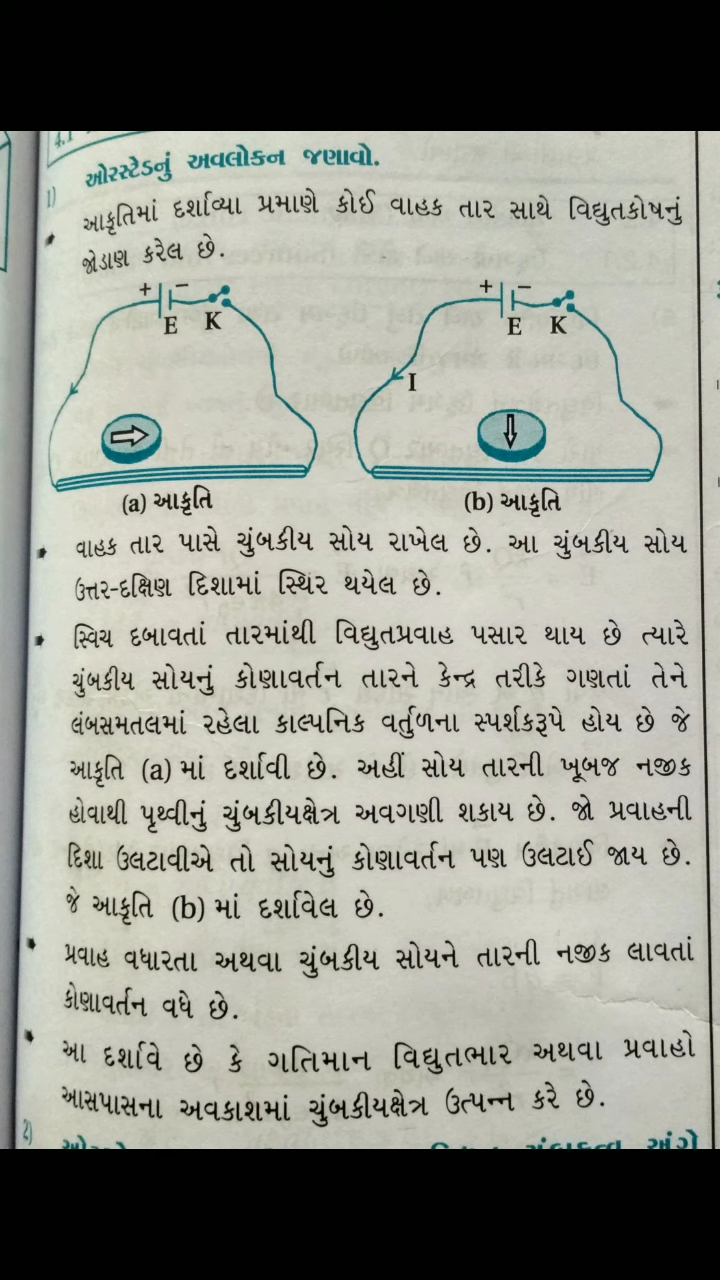 4.1
1) ઓરસ્ટેડનું અવલોકન જણાવો.
આકૃતિમાં દર્શાવ્યા પ્રમાણે કોઈ વાહક તાર સાથે વિદ્યુતકોષનું
જોડાણ કરેલ છે.
+ − + −
E K E K
I
(a) આકૃતિ (b) આકૃતિ
વાહક તાર પાસે ચુંબકીય સોય રાખેલ છે. આ ચુંબકીય સોય
ઉત્તર-દક્ષિણ દિશામાં સ્થિર થયેલ છે.
સ્વિચ દબાવતાં તારમાંથી વિદ્યુતપ્રવાહ પસાર થાય છે ત્યારે
ચુંબકીય સોયનું કોણાવર્તન તારને કેન્દ્ર તરીકે ગણતાં તેને
લંબસમતલમાં રહેલા કાલ્પનિક વર્તુળના સ્પર્શકરૂપે હોય છે જે
આકૃતિ (a) માં દર્શાવી છે. અહીં સોય તારની ખૂબજ નજીક
હોવાથી પૃથ્વીનું ચુંબકીયક્ષેત્ર અવગણી શકાય છે. જો પ્રવાહની
દિશા ઉલટાવીએ તો સોયનું કોણાવર્તન પણ ઉલટાઈ જાય છે.
જે આકૃતિ (b) માં દર્શાવેલ છે.
પ્રવાહ વધારતા અથવા ચુંબકીય સોયને તારની નજીક લાવતાં
કોણાવર્તન વધે છે.
આ દર્શાવે છે કે ગતિમાન વિદ્યુતભાર અથવા પ્રવાહો
આસપાસના અવકાશમાં ચુંબકીયક્ષેત્ર ઉત્પન્ન કરે છે.
2)